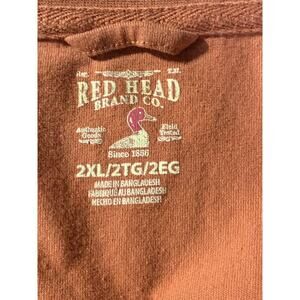 RED HEAD
BRAND CO.
Authentic Goods
Field Tested
Since 1856
2XL/2TG/2EG
MADE IN BANGLADESH
FABRIQUÉ AU BANGLADESH
HECHO EN BANGLADESH